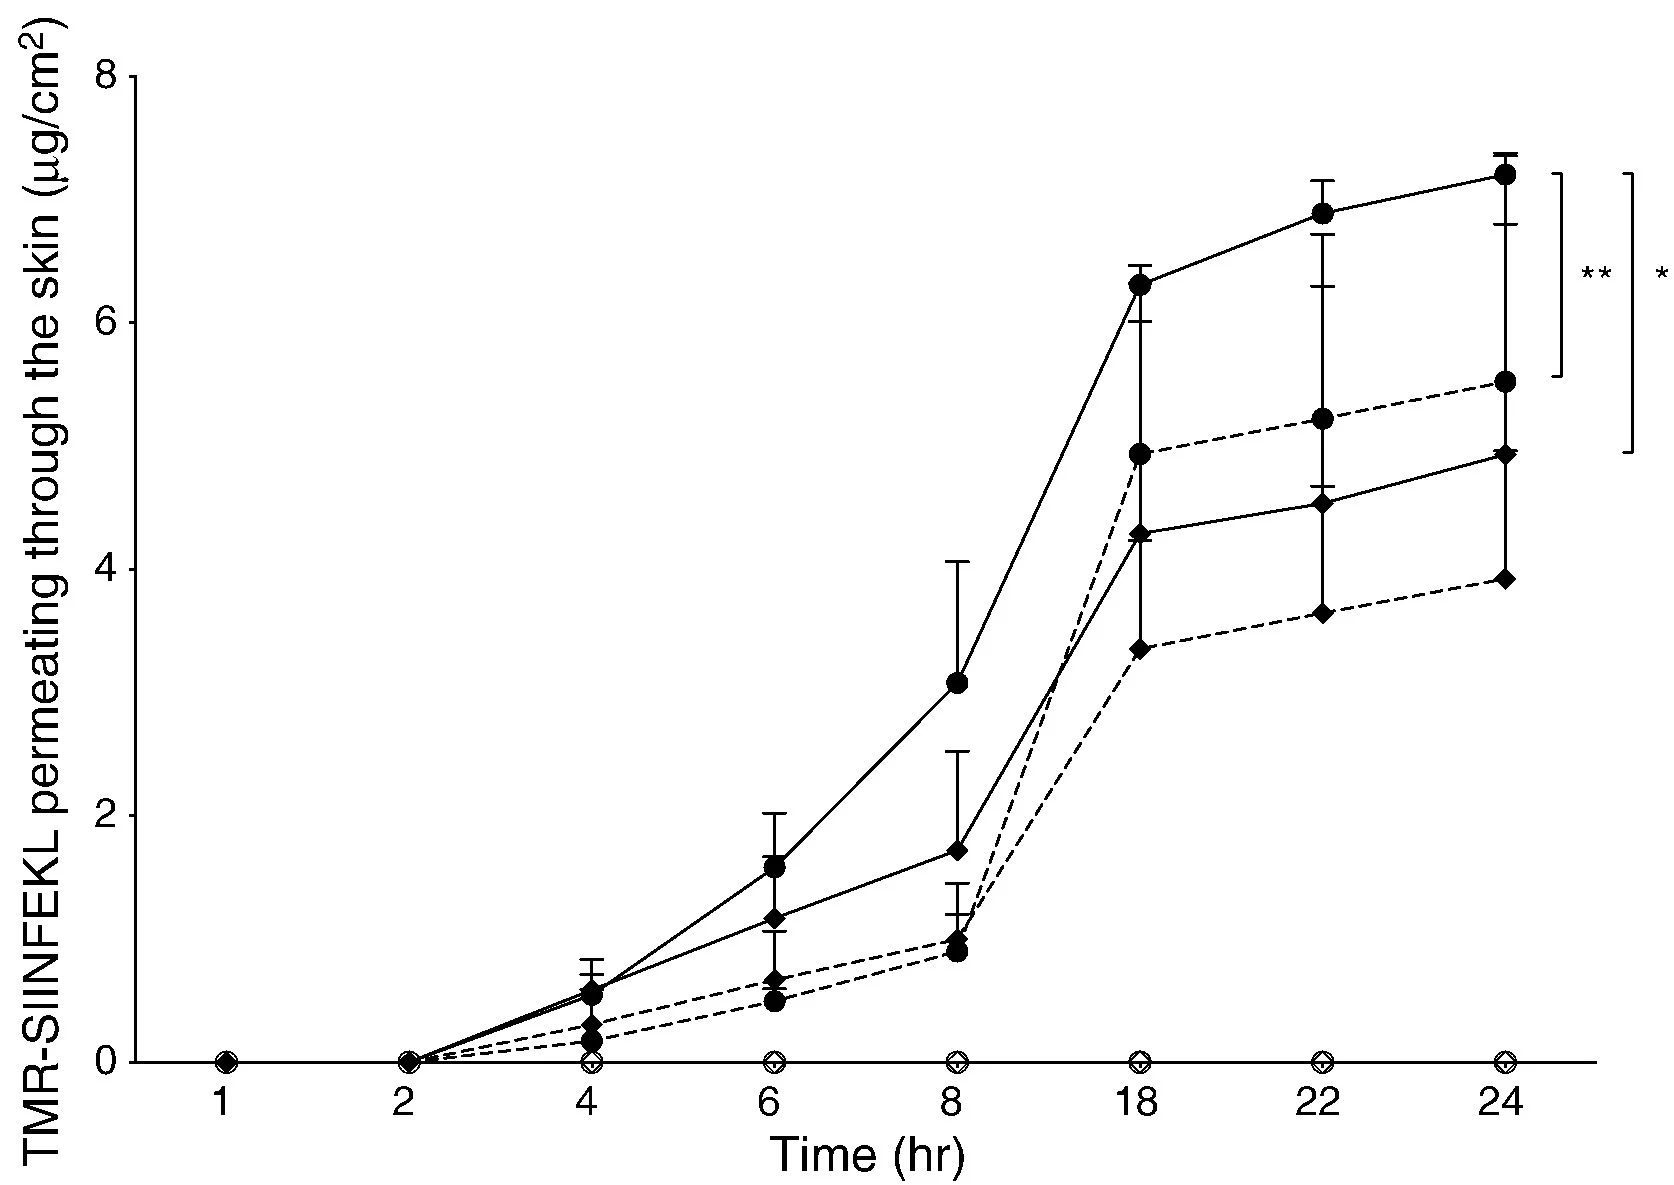 TMR-SIINFEKL permeating through the skin (µg/cm²)
8
6
4
2
0
1 2 4 6 8 18 22 24
Time (hr)
** *